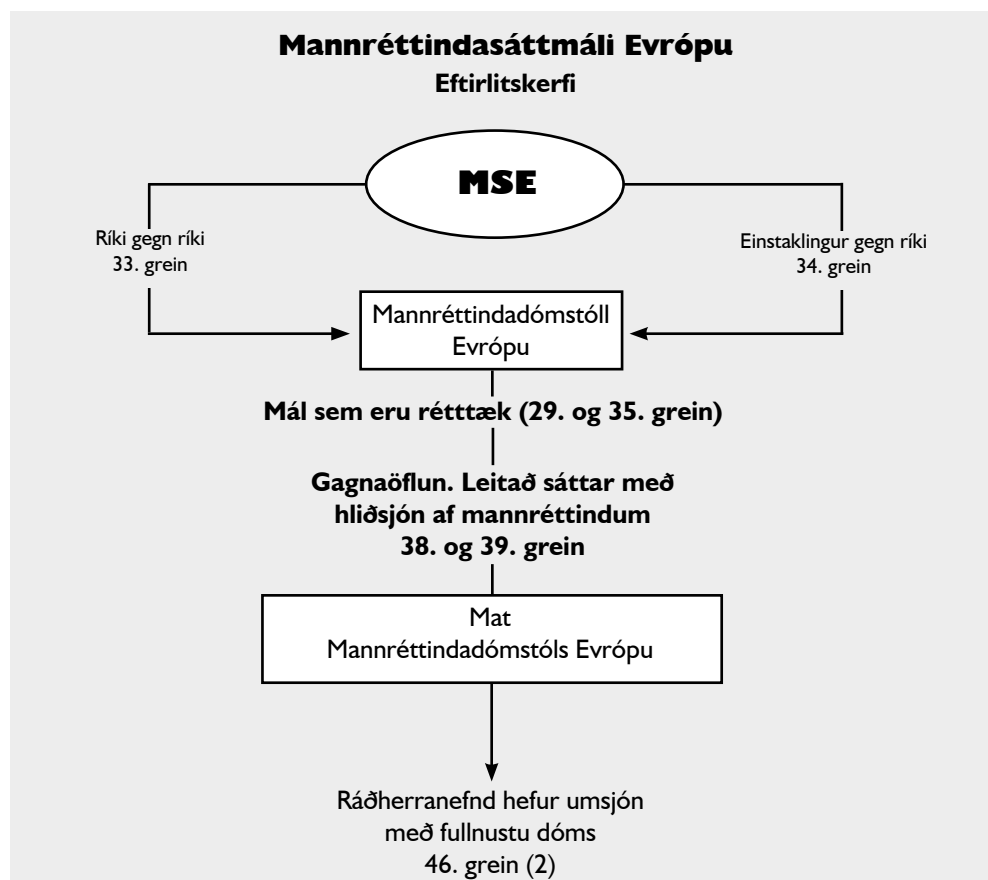 Mannréttindasáttmáli Evrópu
Eftirlitskerfi
MSE
Ríki gegn ríki
33. grein
Einstaklingur gegn ríki
34. grein
Mannréttindadómstóll
Evrópu
Mál sem eru rétttæk (29. og 35. grein)
Gagnaöflun. Leitað sáttar með
hliðsjón af mannréttindum
38. og 39. grein
Mat
Mannréttindadómstóls Evrópu
Ráðherranefnd hefur umsjón
með fullnustu dóms
46. grein (2)